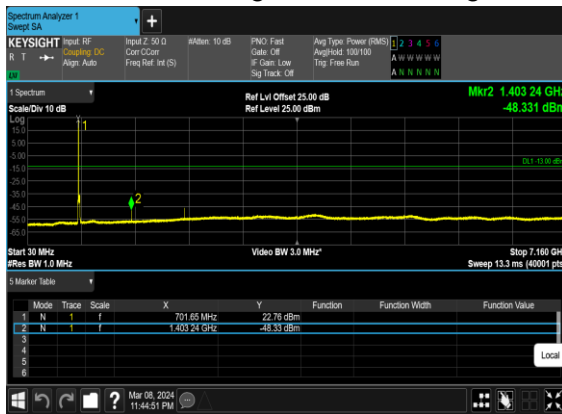 Spectrum Analyzer 1
Swept SA
+
KEYSIGHT Input: RF Input Z: 50 Ω #Atten: 10 dB PNO: Fast Avg Type: Power (RMS) 1 2 3 4 5 6
R T Coupling: DC Corr CCorr Gate: Off Avg|Hold: 100/100 A W W W W W
Align: Auto Freq Ref: Int (S) IF Gain: Low Trig: Free Run
Sig Track: Off A N N N N N
1 Spectrum Ref Lvl Offset 25.00 dB Mkr2 1.403 24 GHz
Scale/Div 10 dB Ref Level 25.00 dBm -48.331 dBm
Log
1
15.0
5.00
-5.00
DL1 -13.00 dBm
-15.0
-25.0
-35.0
2
-45.0
-55.0
-65.0
Start 30 MHz Video BW 3.0 MHz* Stop 7.160 GHz
#Res BW 1.0 MHz Sweep 13.3 ms (40001 pts)
5 Marker Table
Mode Trace Scale X Y Function Function Width Function Value
1 N 1 f 701.65 MHz 22.76 dBm
2 N 1 f 1.403 24 GHz -48.33 dBm
3
4
5
6
Local
? Mar 08, 2024
11:44:51 PM